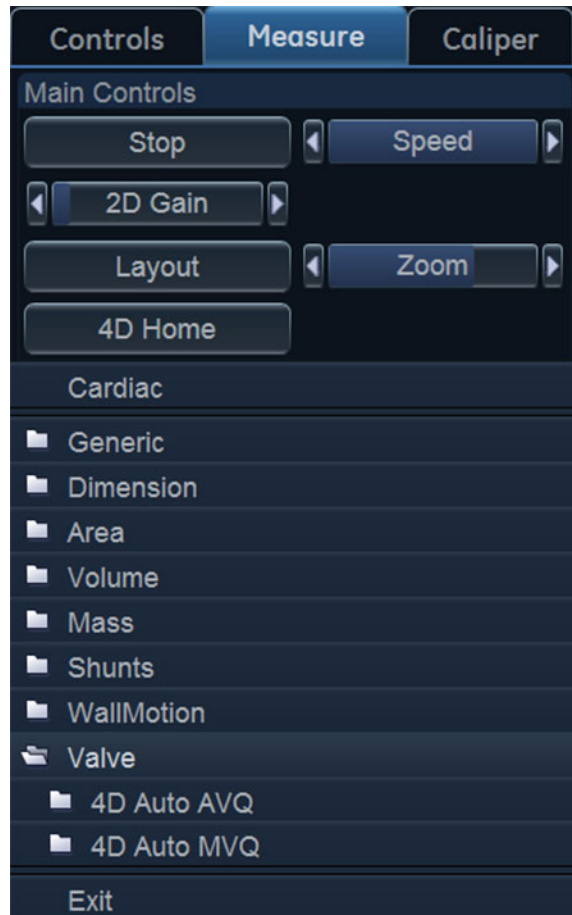 Controls Measure Caliper
Main Controls
Stop Speed
2D Gain
Layout Zoom
4D Home
Cardiac
Generic
Dimension
Area
Volume
Mass
Shunts
WallMotion
Valve
4D Auto AVQ
4D Auto MVQ
Exit